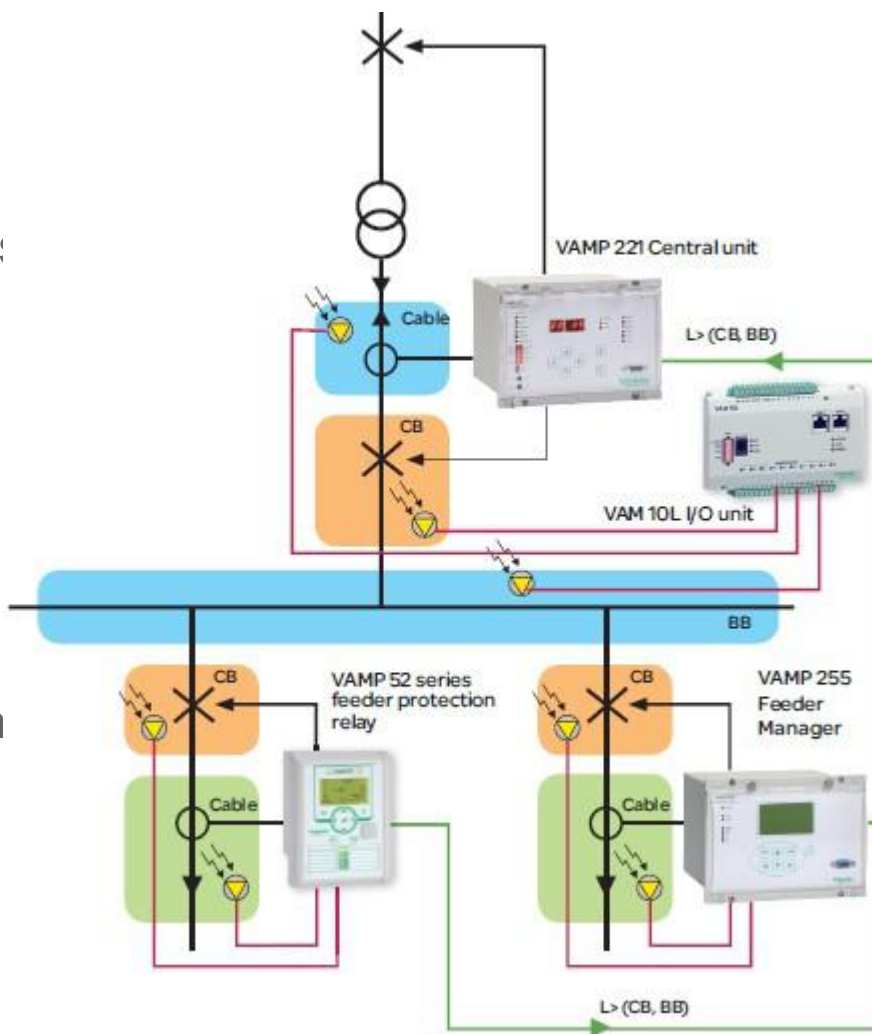 s
VAMP 221 Central unit
Cable
L> (CB, BB)
CB
VAM 10L I/O unit
BB
CB
VAMP 52 series
feeder protection
relay
CB
VAMP 255
Feeder
Manager
Cable
Cable
L> (CB, BB)